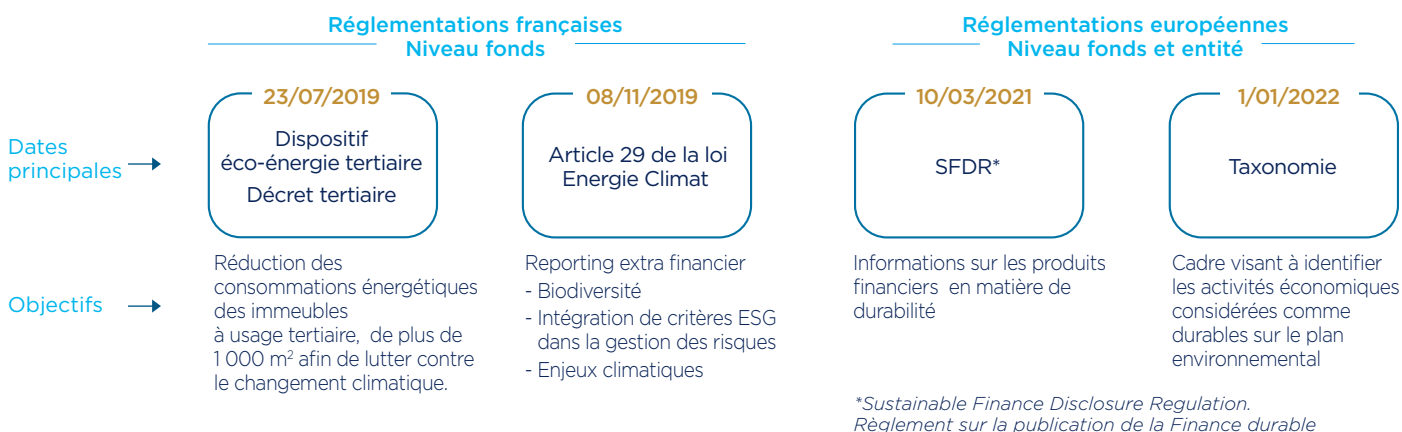 Réglementations françaises
Niveau fonds
Réglementations européennes
Niveau fonds et entité
Dates
principales
23/07/2019
Dispositif
éco-énergie tertiaire
Décret tertiaire
08/11/2019
Article 29 de la loi
Energie Climat
10/03/2021
SFDR*
1/01/2022
Taxonomie
Objectifs
Réduction des
consommations énergétiques
des immeubles
à usage tertiaire, de plus de
1 000 m² afin de lutter contre
le changement climatique.
Reporting extra financier
- Biodiversité
- Intégration de critères ESG
dans la gestion des risques
- Enjeux climatiques
Informations sur les produits
financiers en matière de
durabilité
Cadre visant à identifier
les activités économiques
considérées comme
durables sur le plan
environnemental
*Sustainable Finance Disclosure Regulation.
Règlement sur la publication de la Finance durable